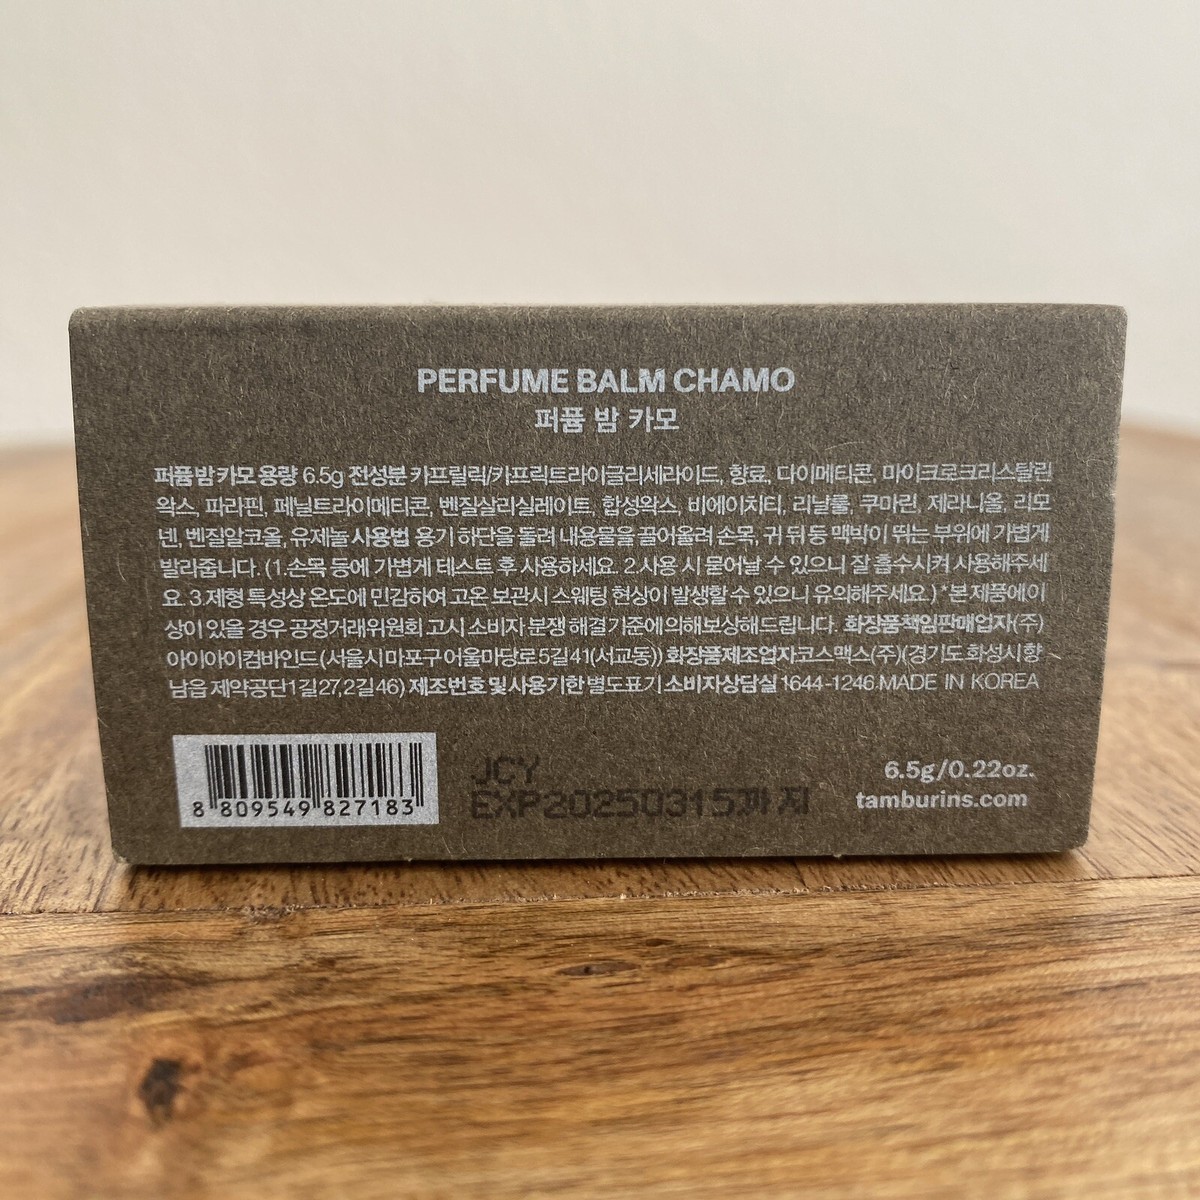 PERFUME BALM CHAMO
퍼퓸 밤 카모
퍼퓸 밤 카모 용량 6.5g 전성분 카프릴릭/카프릭트라이글리세라이드, 향료, 다이메티콘, 마이크로크리스탈린
왁스, 파라핀, 페닐트라이메티콘, 벤질살리실레이트, 합성왁스, 비에이치티, 리날룰, 쿠마린, 제라니올, 리모
넨, 벤질알코올, 유제놀 사용법 용기 하단을 돌려 내용물을 끌어올려 손목, 귀 뒤 등 맥박이 뛰는 부위에 가볍게
발라줍니다. (1.손목 등에 가볍게 테스트 후 사용하세요. 2.사용 시 묻어날 수 있으니 잘 흡수시켜 사용해주세
요. 3.제형 특성상 온도에 민감하여 고온 보관시 스웨팅 현상이 발생할 수 있으니 유의해주세요.) *본 제품에 이
상이 있을 경우 공정거래위원회 고시 소비자 분쟁 해결 기준에 의해 보상해드립니다. 화장품책임판매업자 (주)
아이아이컴바인드 (서울시 마포구 어울마당로5길 41(서교동)) 화장품제조업자 코스맥스(주)(경기도 화성시 향
남읍 제약공단1길 27, 2길 46) 제조번호 및 사용기한 별도표기 소비자상담실 1644-1246 MADE IN KOREA
8 809549 827183
JCY
EXP20250315까지
6.5g/0.22oz.
tamburins.com